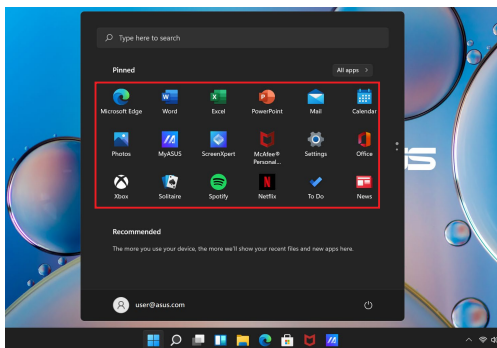 Type here to search
Pinned
All apps >
Microsoft Edge Word Excel PowerPoint Mail Calendar
Photos MyASUS ScreenXpert McAfee® Personal... Settings Office
Xbox Solitaire Spotify Netflix To Do News
Recommended
The more you use your device, the more we'll show your recent files and new apps here.
user@asus.com